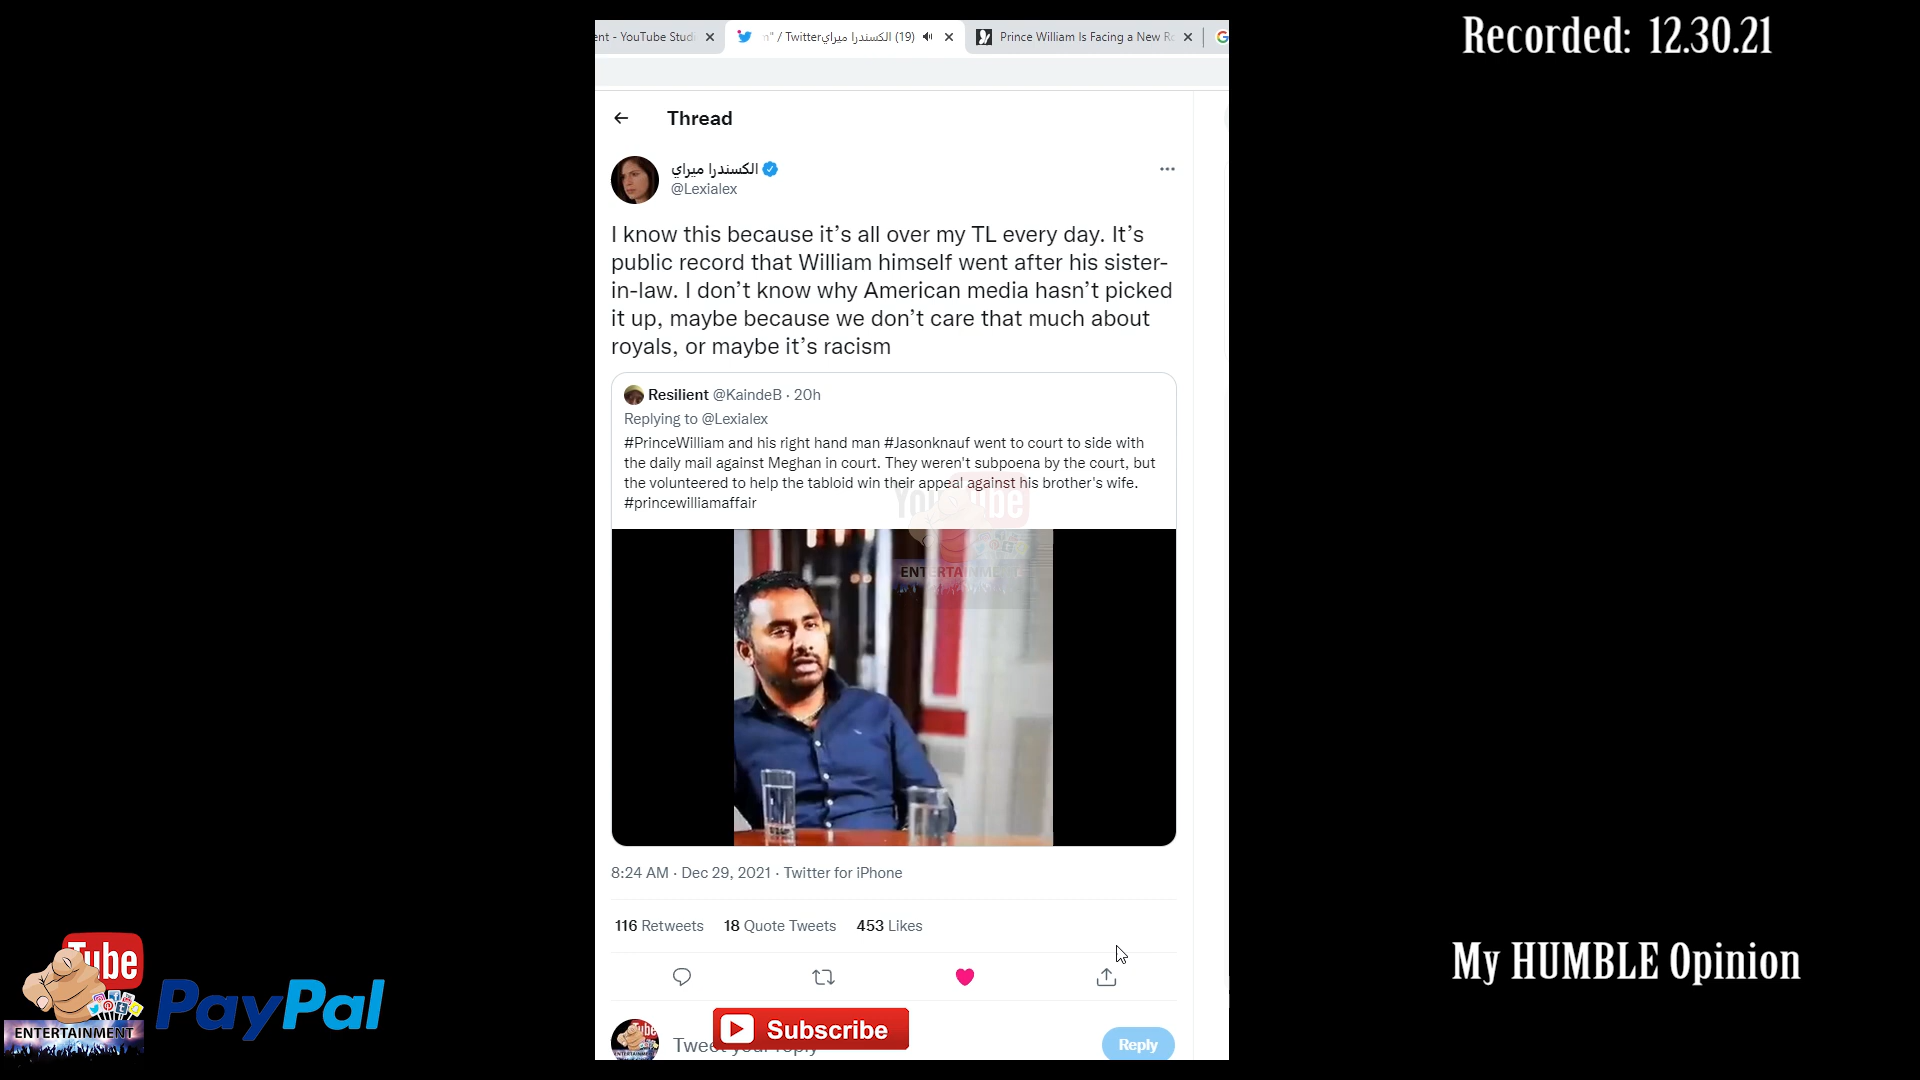 Recorded: 12.30.21
ent - YouTube Stud
(19) الكسندرا ميراي" / Twitter
Prince William Is Facing a New R
Thread
الكسندرا ميراي
@Lexialex
I know this because it’s all over my TL every day. It’s
public record that William himself went after his sister-
in-law. I don’t know why American media hasn’t picked
it up, maybe because we don’t care that much about
royals, or maybe it’s racism
Resilient @KaindeB · 20h
Replying to @Lexialex
#PrinceWilliam and his right hand man #Jasonknauf went to court to side with
the daily mail against Meghan in court. They weren't subpoena by the court, but
the volunteered to help the tabloid win their appeal against his brother's wife.
#princewilliamaffair
YouTube
ENTERTAINMENT
8:24 AM · Dec 29, 2021 · Twitter for iPhone
116 Retweets 18 Quote Tweets 453 Likes
My HUMBLE Opinion
Tube
ENTERTAINMENT
PayPal
Subscribe
Tweet your reply
Reply